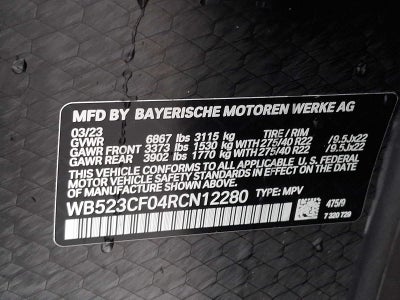 MFD BY BAYERISCHE MOTOREN WERKE AG
03/23 TIRE / RIM
GVWR 6867 lbs 3115 kg
GAWR FRONT 3373 lbs 1530 kg WITH 275/40 R22 /9.5Jx22
GAWR REAR 3902 lbs 1770 kg WITH 275/40 R22 /9.5Jx22
THIS VEHICLE CONFORMS TO ALL APPLICABLE U.S. FEDERAL
MOTOR VEHICLE SAFETY STANDARDS IN EFFECT ON THE DATE
OF MANUFACTURE SHOWN ABOVE.
WB523CF04RCN12280 TYPE: MPV
475/9
7 320 729